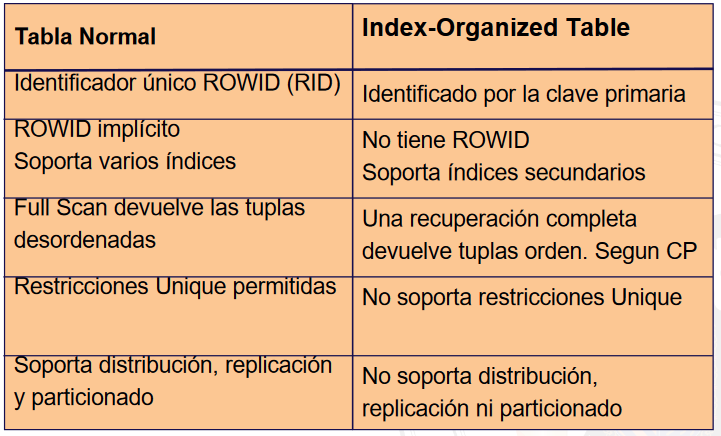 Tabla Normal
Index-Organized Table
Identificador único ROWID (RID)
Identificado por la clave primaria
ROWID implícito
Soporta varios índices
No tiene ROWID
Soporta índices secundarios
Full Scan devuelve las tuplas
desordenadas
Una recuperación completa
devuelve tuplas orden. Segun CP
Restricciones Unique permitidas
No soporta restricciones Unique
Soporta distribución, replicación
y particionado
No soporta distribución,
replicación ni particionado